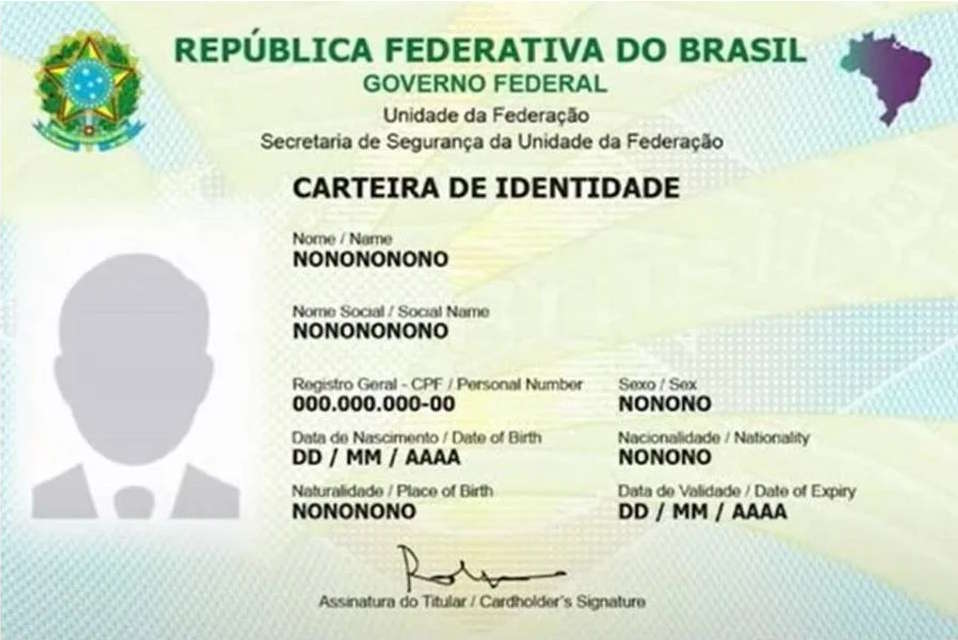 REPÚBLICA FEDERATIVA DO BRASIL
GOVERNO FEDERAL
Unidade da Federação
Secretaria de Segurança da Unidade da Federação
CARTEIRA DE IDENTIDADE
Nome / Name
NONONONONO
Nome Social / Social Name
NONONONONO
Registro Geral - CPF / Personal Number Sexo / Sex
000.000.000-00 NONONO
Data de Nascimento / Date of Birth Nacionalidade / Nationality
DD / MM / AAAA NONONO
Naturalidade / Place of Birth Data de Validade / Date of Expiry
NONONONO DD / MM / AAAA
Assinatura do Titular / Cardholder's Signature